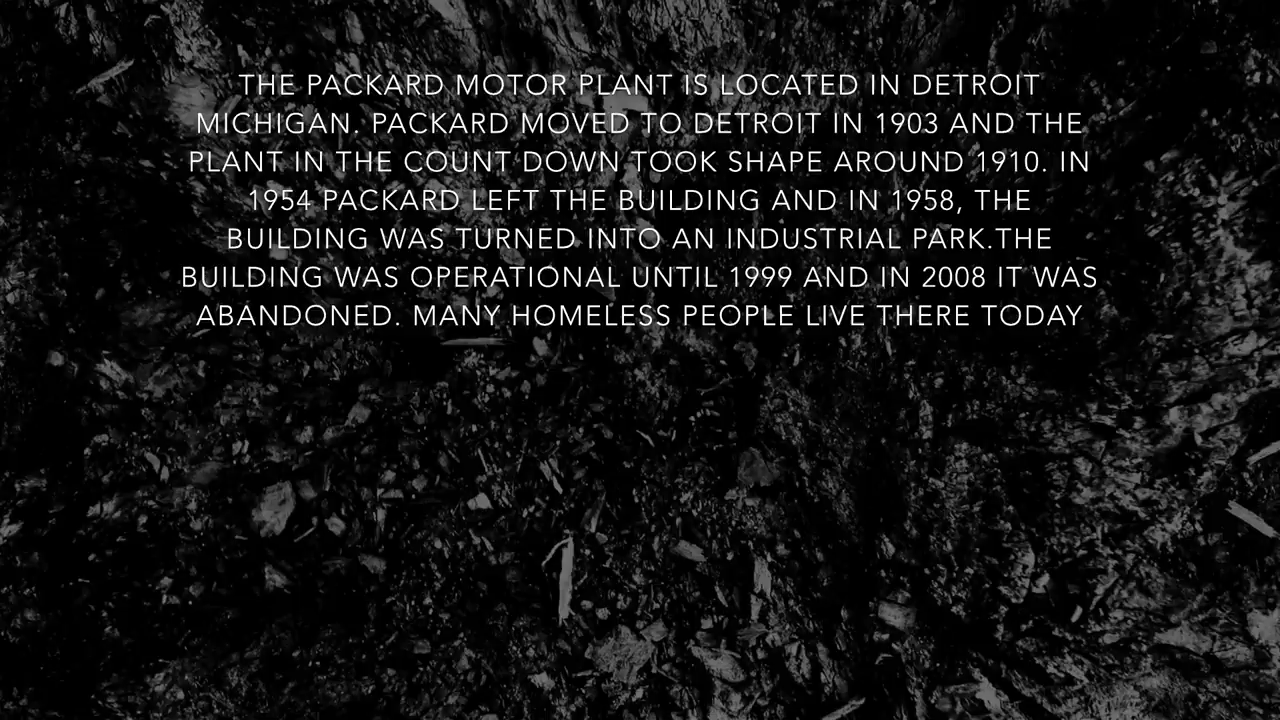 THE PACKARD MOTOR PLANT IS LOCATED IN DETROIT
MICHIGAN. PACKARD MOVED TO DETROIT IN 1903 AND THE
PLANT IN THE COUNT DOWN TOOK SHAPE AROUND 1910. IN
1954 PACKARD LEFT THE BUILDING AND IN 1958, THE
BUILDING WAS TURNED INTO AN INDUSTRIAL PARK.THE
BUILDING WAS OPERATIONAL UNTIL 1999 AND IN 2008 IT WAS
ABANDONED. MANY HOMELESS PEOPLE LIVE THERE TODAY